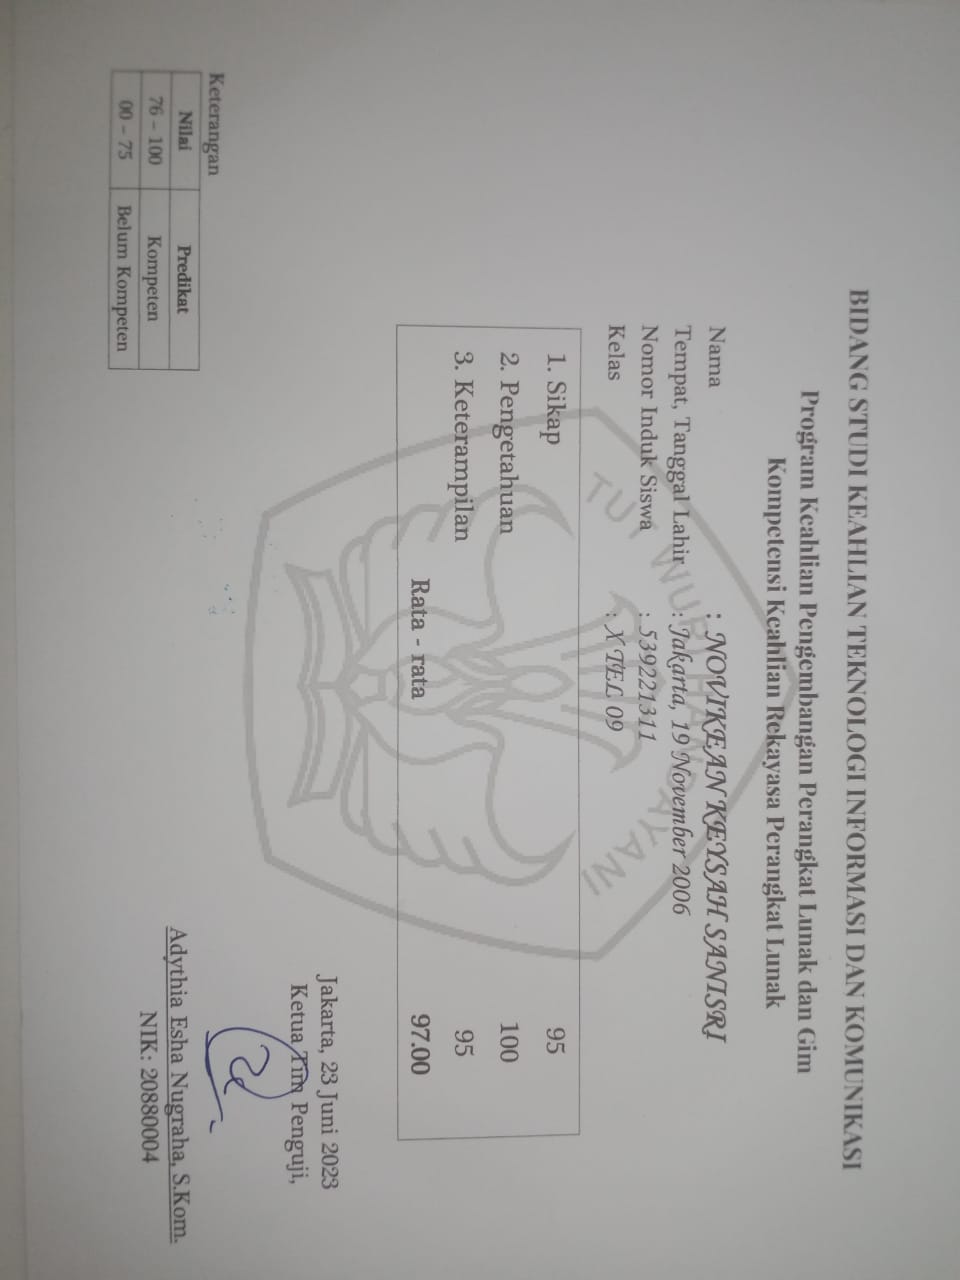 BIDANG STUDI KEAHLIAN TEKNOLOGI INFORMASI DAN KOMUNIKASI
Program Keahlian Pengembangan Perangkat Lunak dan Gim
Kompetensi Keahlian Rekayasa Perangkat Lunak
Nama : NOVIKEAN KEYSAH SANISRI
Tempat, Tanggal Lahir : Jakarta, 19 November 2006
Nomor Induk Siswa : 539221311
Kelas : X TEL 09
TUT WURI HANDAYANI
1. Sikap 95
2. Pengetahuan 100
3. Keterampilan 95
Rata - rata 97.00
Jakarta, 23 Juni 2023
Ketua Tim Penguji,
Adythia Esha Nugraha, S.Kom.
NIK: 20880004
Keterangan
Nilai Predikat
76 – 100 Kompeten
00 – 75 Belum Kompeten